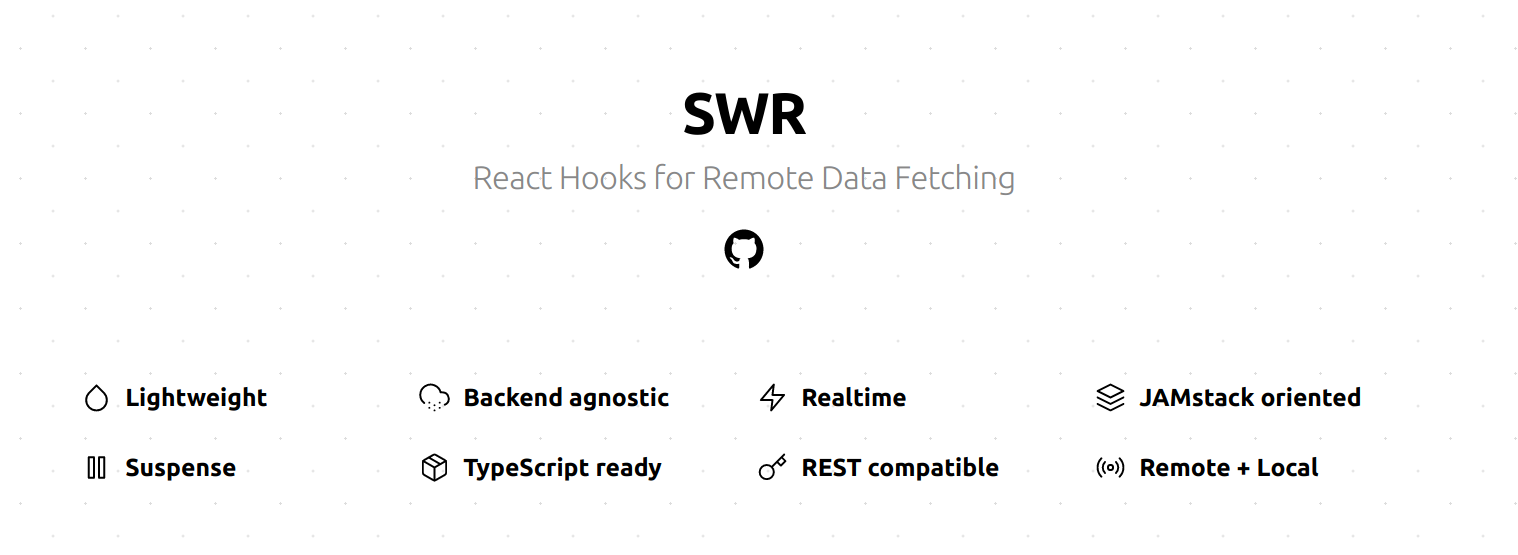 SWR
React Hooks for Remote Data Fetching
Lightweight
Backend agnostic
Realtime
JAMstack oriented
Suspense
TypeScript ready
REST compatible
Remote + Local